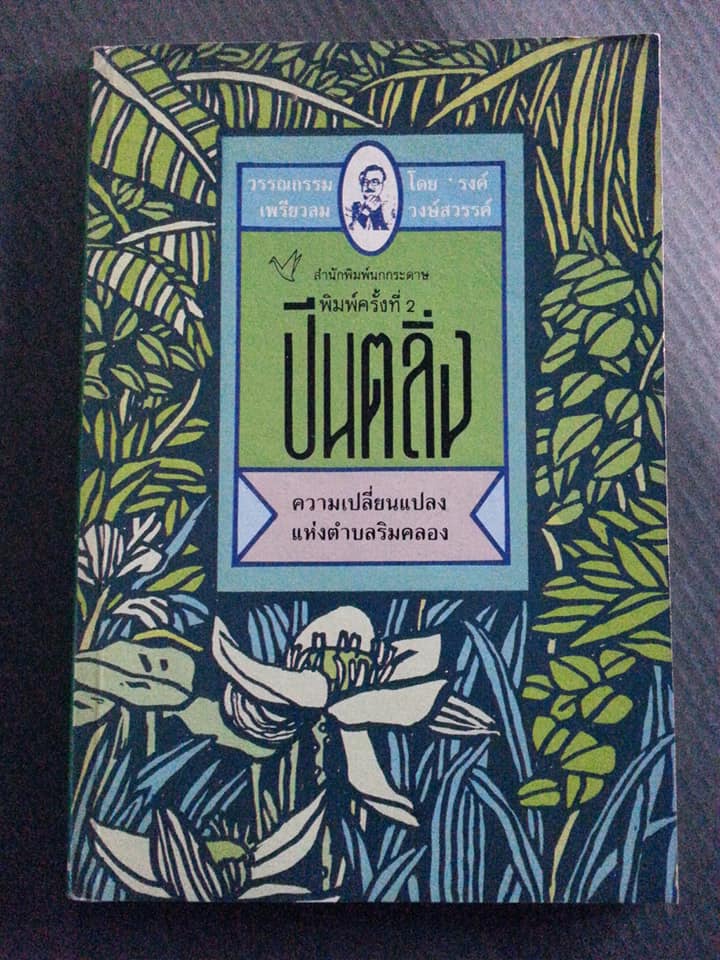 วรรณกรรม
เพรียวลม
โดย 'รงค์
วงษ์สวรรค์
สำนักพิมพ์นกกระดาษ
พิมพ์ครั้งที่ 2
ปีนตลิ่ง
ความเปลี่ยนแปลง
แห่งตำบลริมคลอง